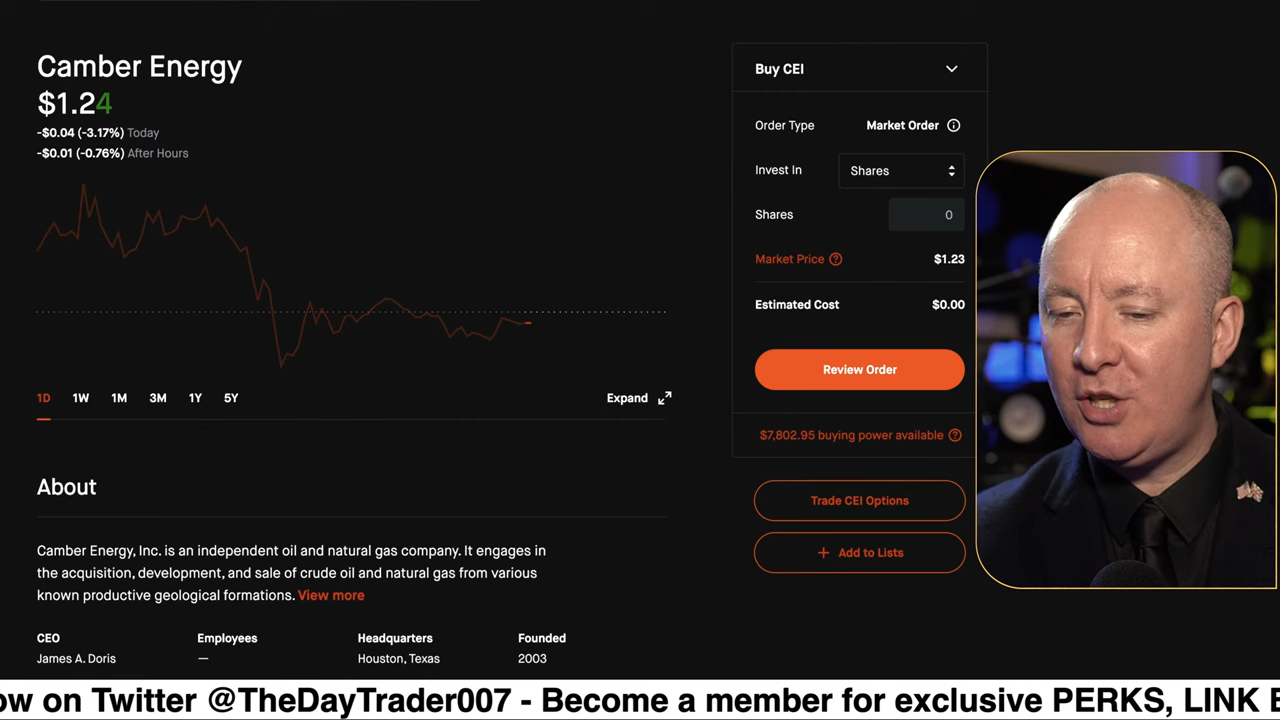 Camber Energy
$1.24
-$0.04 (-3.17%) Today
-$0.01 (-0.76%) After Hours
1D 1W 1M 3M 1Y 5Y Expand
About
Camber Energy, Inc. is an independent oil and natural gas company. It engages in
the acquisition, development, and sale of crude oil and natural gas from various
known productive geological formations. View more
CEO Employees Headquarters Founded
James A. Doris — Houston, Texas 2003
Buy CEI
Order Type Market Order
Invest In Shares
Shares 0
Market Price $1.23
Estimated Cost $0.00
Review Order
$7,802.95 buying power available
Trade CEI Options
+ Add to Lists
on Twitter @TheDayTrader007 - Become a member for exclusive PERKS, LINK